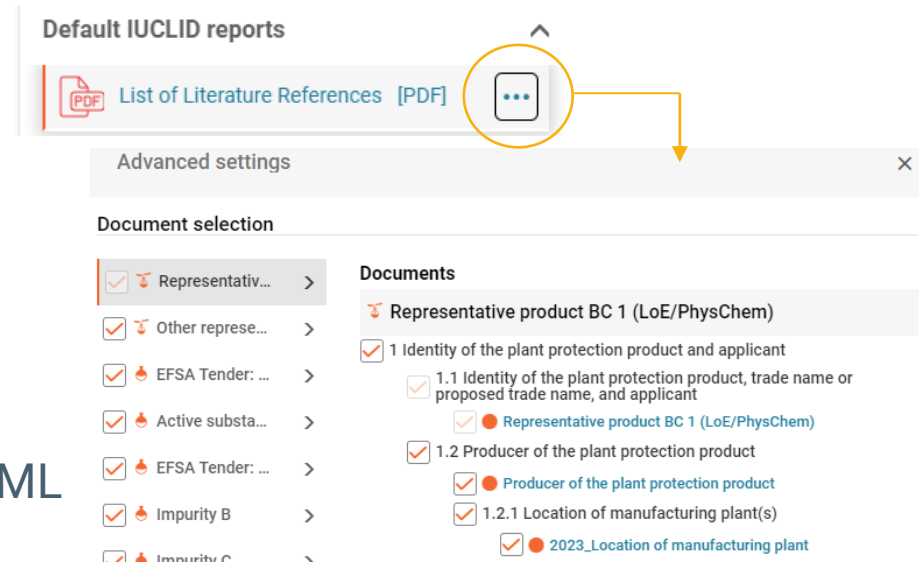 Default IUCLID reports
PDF List of Literature References [PDF]
Advanced settings
Document selection
Representativ...
Other represe...
EFSA Tender: ...
Active substa...
EFSA Tender: ...
Impurity B
Impurity C
ML
Documents
Representative product BC 1 (LoE/PhysChem)
1 Identity of the plant protection product and applicant
1.1 Identity of the plant protection product, trade name or
proposed trade name, and applicant
Representative product BC 1 (LoE/PhysChem)
1.2 Producer of the plant protection product
Producer of the plant protection product
1.2.1 Location of manufacturing plant(s)
2023_Location of manufacturing plant